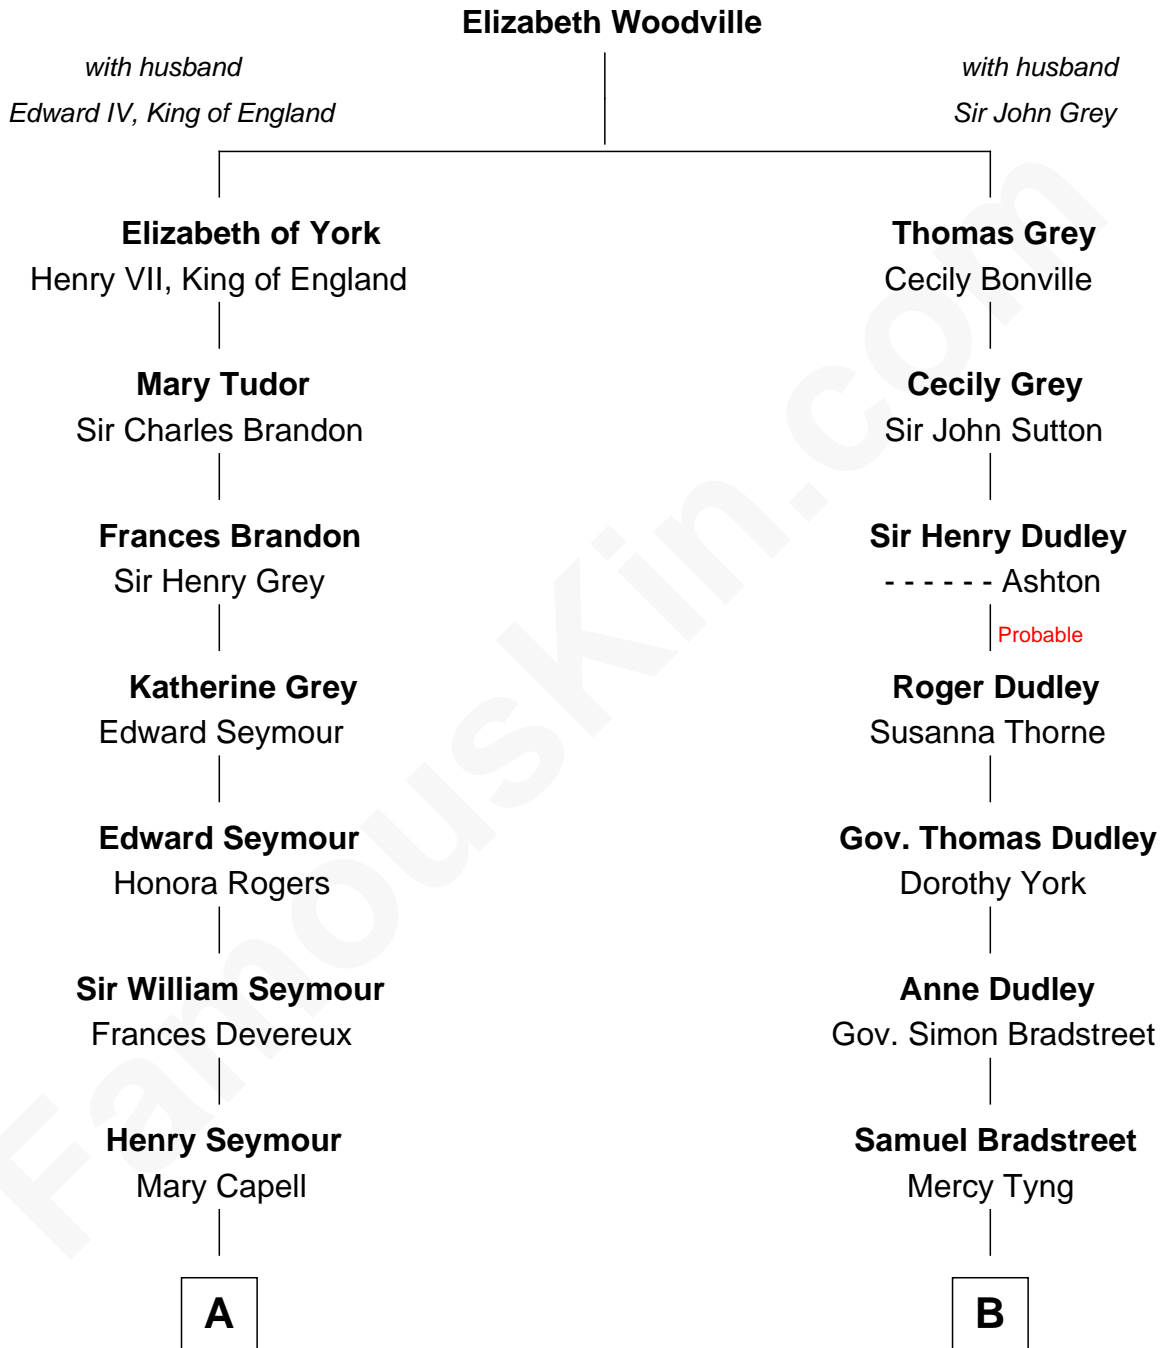 Elizabeth Woodville
with husband
Edward IV, King of England
with husband
Sir John Grey
Elizabeth of York
Henry VII, King of England
Thomas Grey
Cecily Bonville
Mary Tudor
Sir Charles Brandon
Cecily Grey
Sir John Sutton
Frances Brandon
Sir Henry Grey
Sir Henry Dudley
- - - - - - Ashton
Probable
Katherine Grey
Edward Seymour
Roger Dudley
Susanna Thorne
Edward Seymour
Honora Rogers
Gov. Thomas Dudley
Dorothy York
Sir William Seymour
Frances Devereux
Anne Dudley
Gov. Simon Bradstreet
Henry Seymour
Mary Capell
Samuel Bradstreet
Mercy Tyng
A
B
FamousKin.com